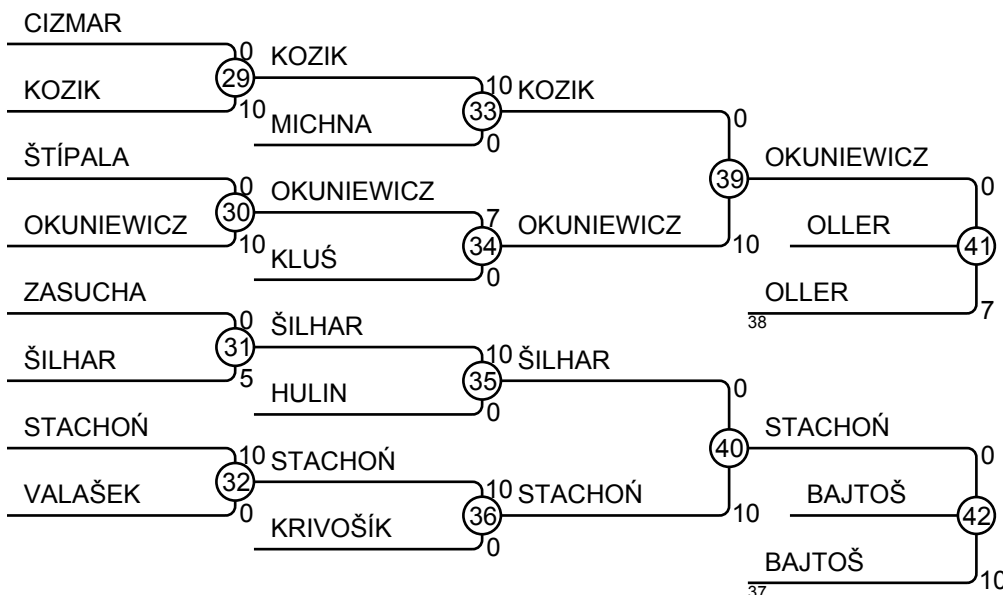 CIZMAR
0
29
KOZIK
10
KOZIK
10
33
MICHNA
0
KOZIK
0
ŠTÍPALA
0
30
OKUNIEWICZ
10
OKUNIEWICZ
7
34
KLUŚ
0
OKUNIEWICZ
10
39
OKUNIEWICZ
0
OLLER
41
OLLER
38
7
ZASUCHA
0
31
ŠILHAR
5
ŠILHAR
10
35
HULIN
0
ŠILHAR
0
STACHOŃ
10
32
VALAŠEK
0
STACHOŃ
10
36
KRIVOŠÍK
0
STACHOŃ
10
40
STACHOŃ
0
BAJTOŠ
42
BAJTOŠ
37
10